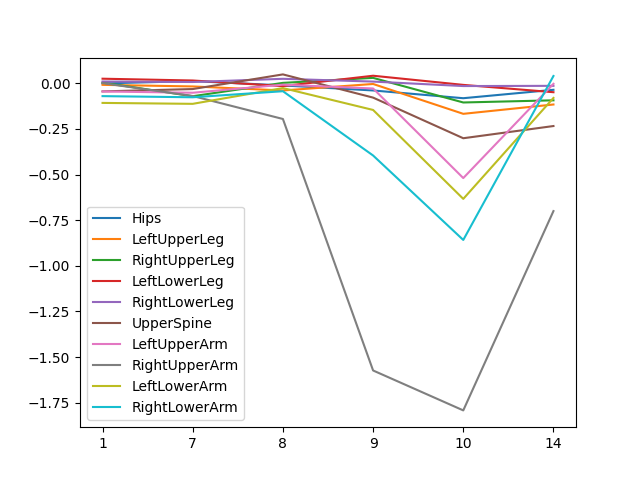 0.00
−0.25
−0.50
−0.75
−1.00
−1.25
−1.50
−1.75
Hips
LeftUpperLeg
RightUpperLeg
LeftLowerLeg
RightLowerLeg
UpperSpine
LeftUpperArm
RightUpperArm
LeftLowerArm
RightLowerArm
1 7 8 9 10 14